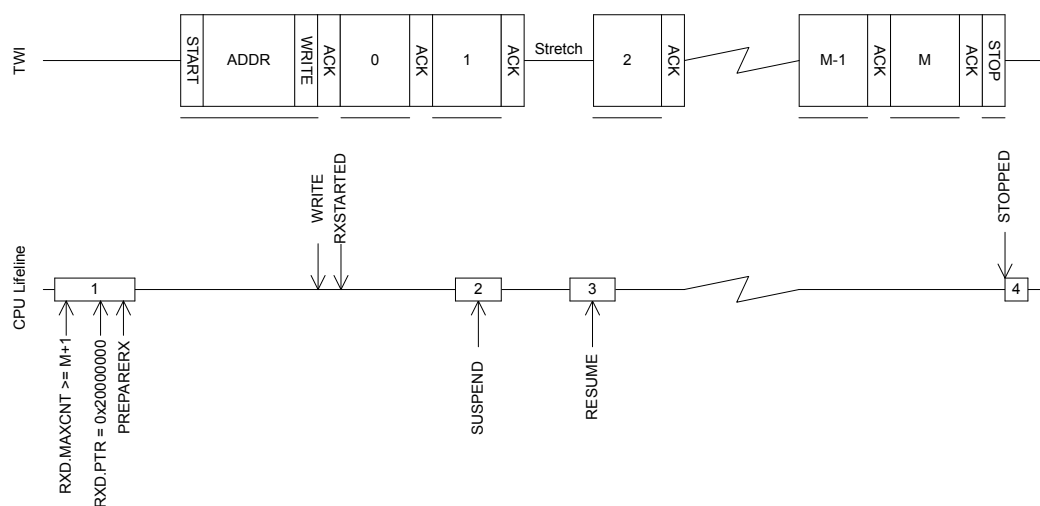 TWI
START
ADDR
WRITE
ACK
0
ACK
1
ACK
Stretch
2
ACK
M-1
ACK
M
ACK
STOP
WRITE
RXSTARTED
STOPPED
CPU Lifeline
1
2
3
4
RXD.MAXCNT >= M+1
RXD.PTR = 0x20000000
PREPARERX
SUSPEND
RESUME